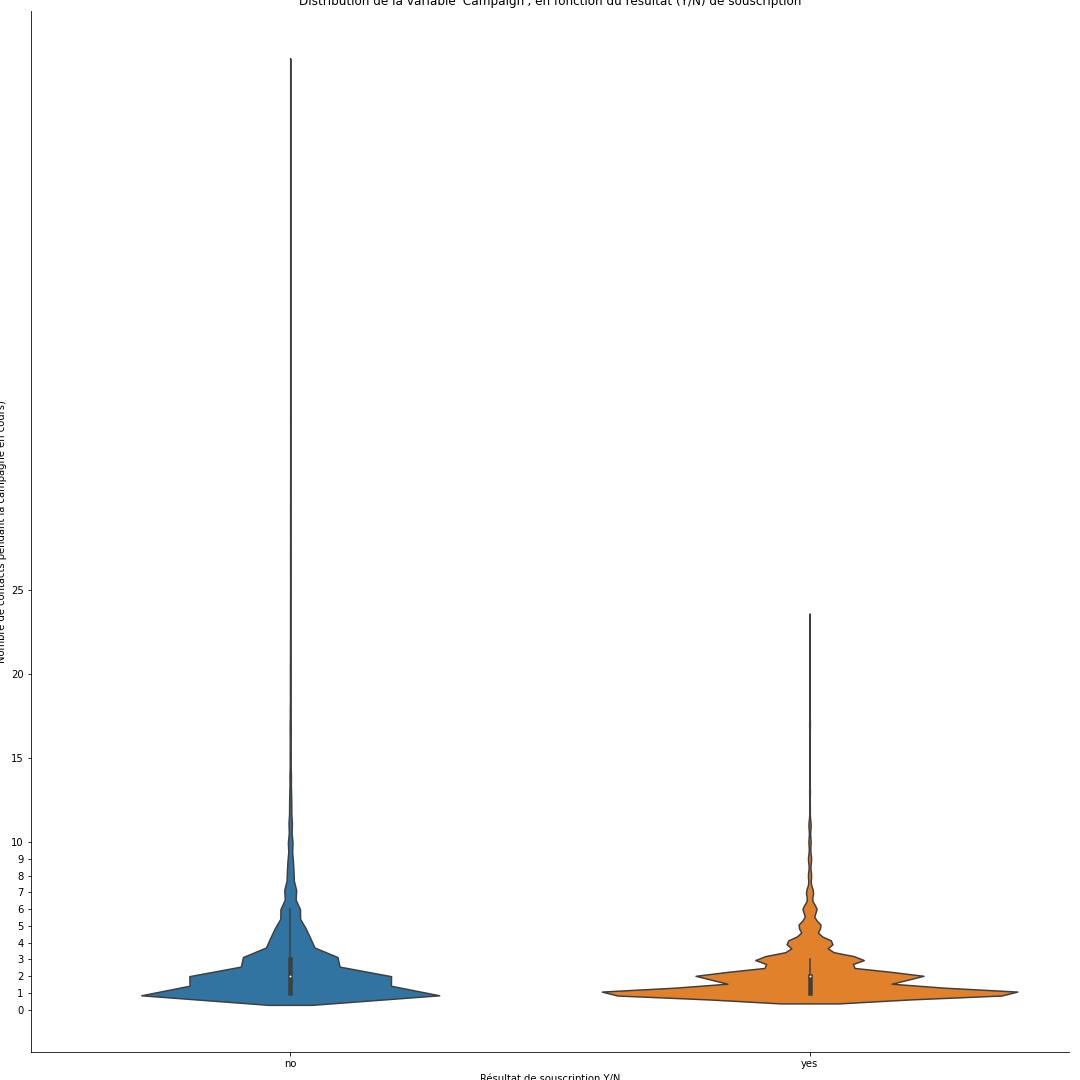 Distribution de la variable 'Campaign', en fonction du résultat (Y/N) de souscription
Nombre de contacts pendant la campagne en cours)
25
20
15
10
9
8
7
6
5
4
3
2
1
0
no
yes
Résultat de souscription Y/N